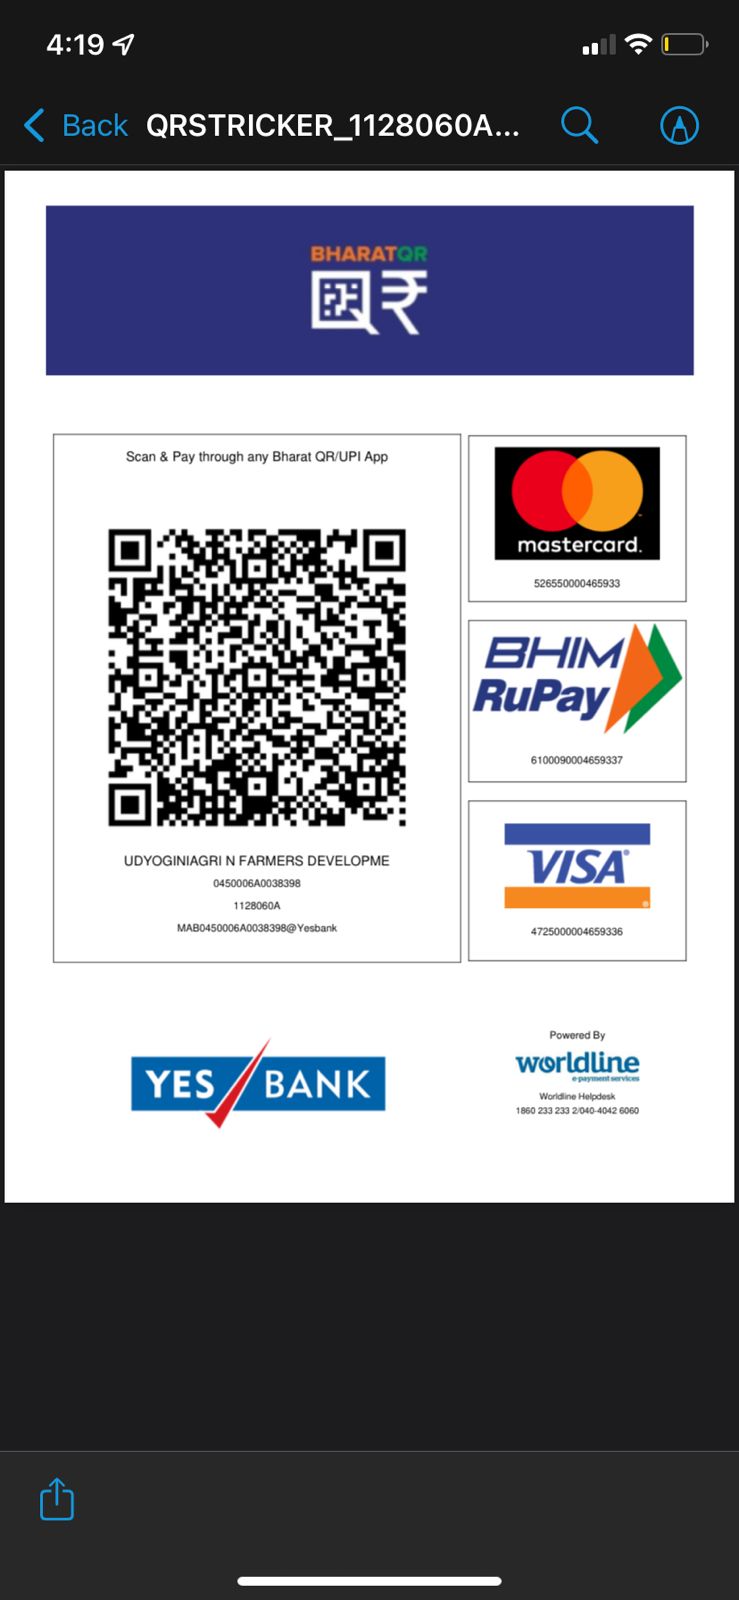 4:19
Back QRSTRICKER_1128060A...
BHARATQR
Scan & Pay through any Bharat QR/UPI App
UDYOGINIAGRI N FARMERS DEVELOPME
0450006A0038398
1128060A
MAB0450006A0038398@Yesbank
mastercard.
526550000465933
BHIM
RuPay
6100090004659337
VISA
4725000004659336
YES BANK
Powered By
worldline
e-payment services
Worldline Helpdesk
1860 233 233 2/040-4042 6060